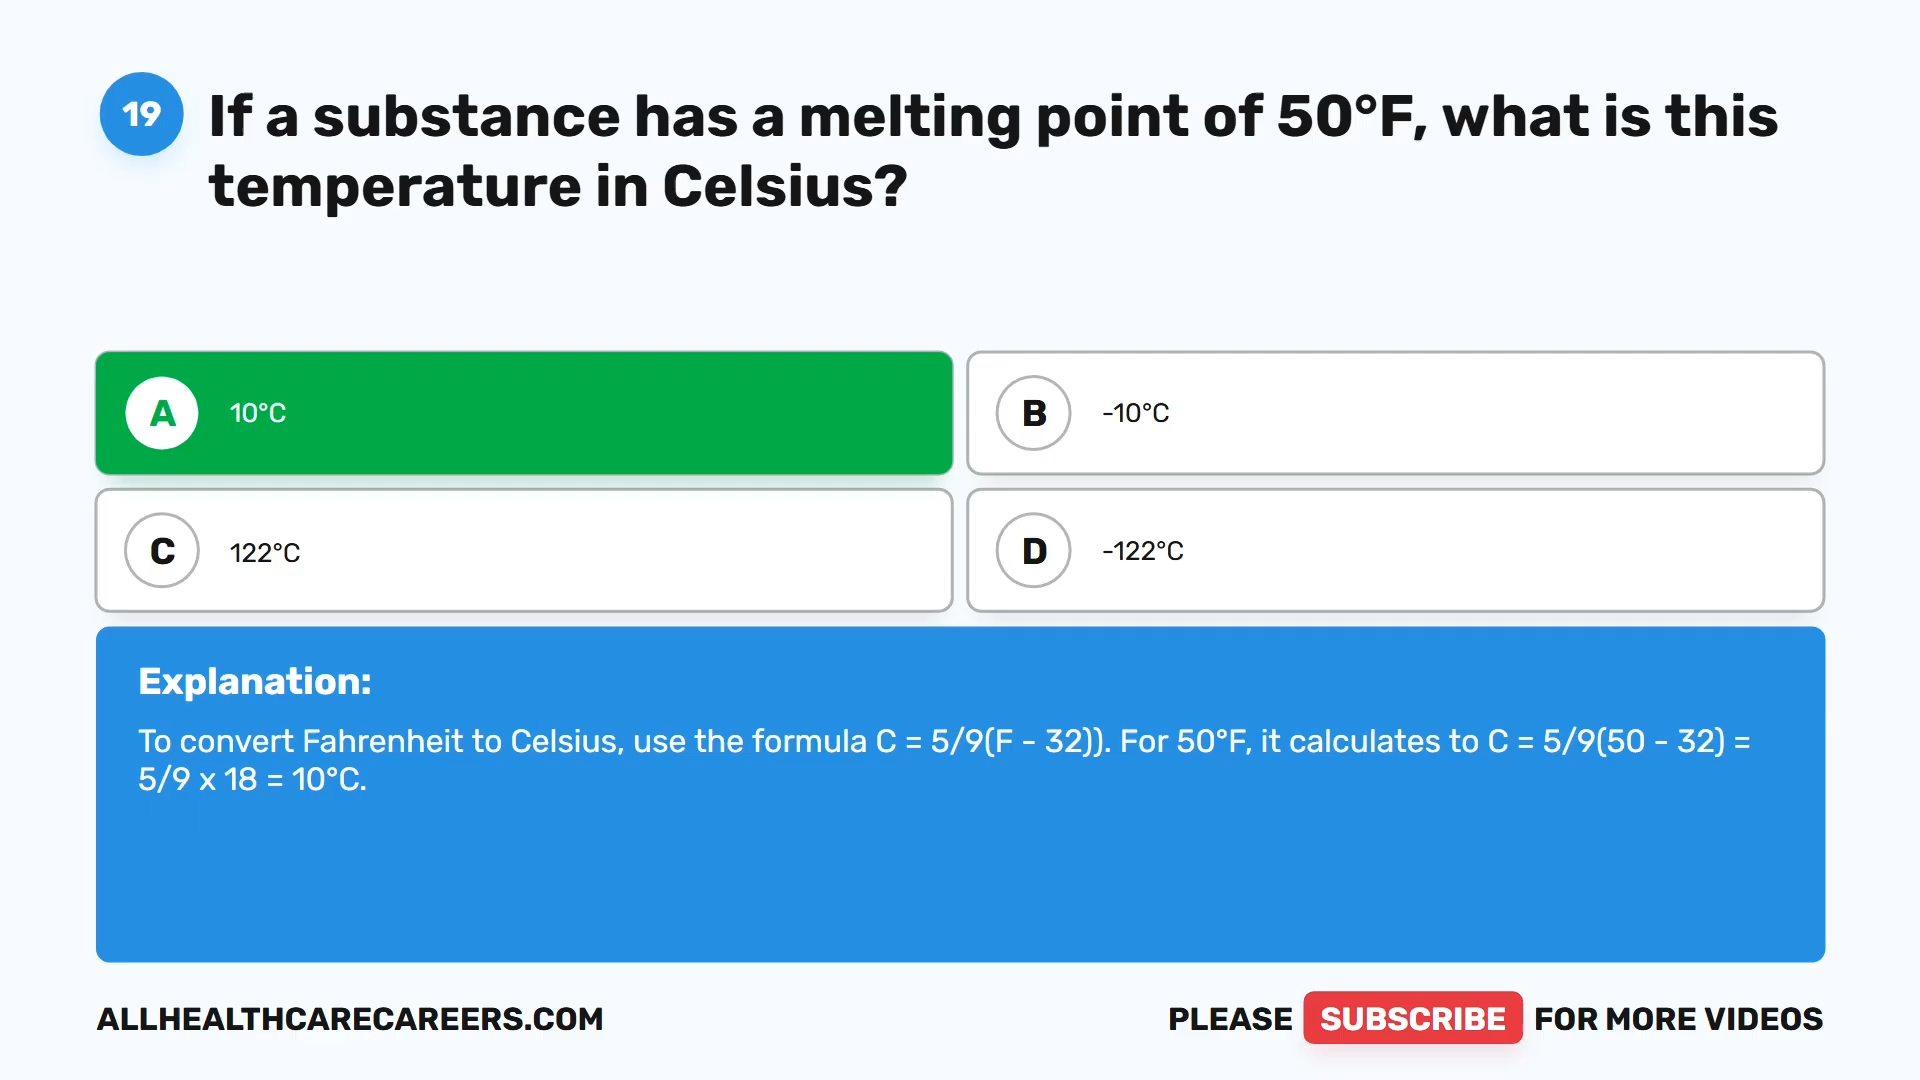 19
If a substance has a melting point of 50°F, what is this
temperature in Celsius?
A 10°C
B -10°C
C 122°C
D -122°C
Explanation:
To convert Fahrenheit to Celsius, use the formula C = 5/9(F - 32)). For 50°F, it calculates to C = 5/9(50 - 32) =
5/9 x 18 = 10°C.
ALLHEALTHCARECAREERS.COM
PLEASE SUBSCRIBE FOR MORE VIDEOS